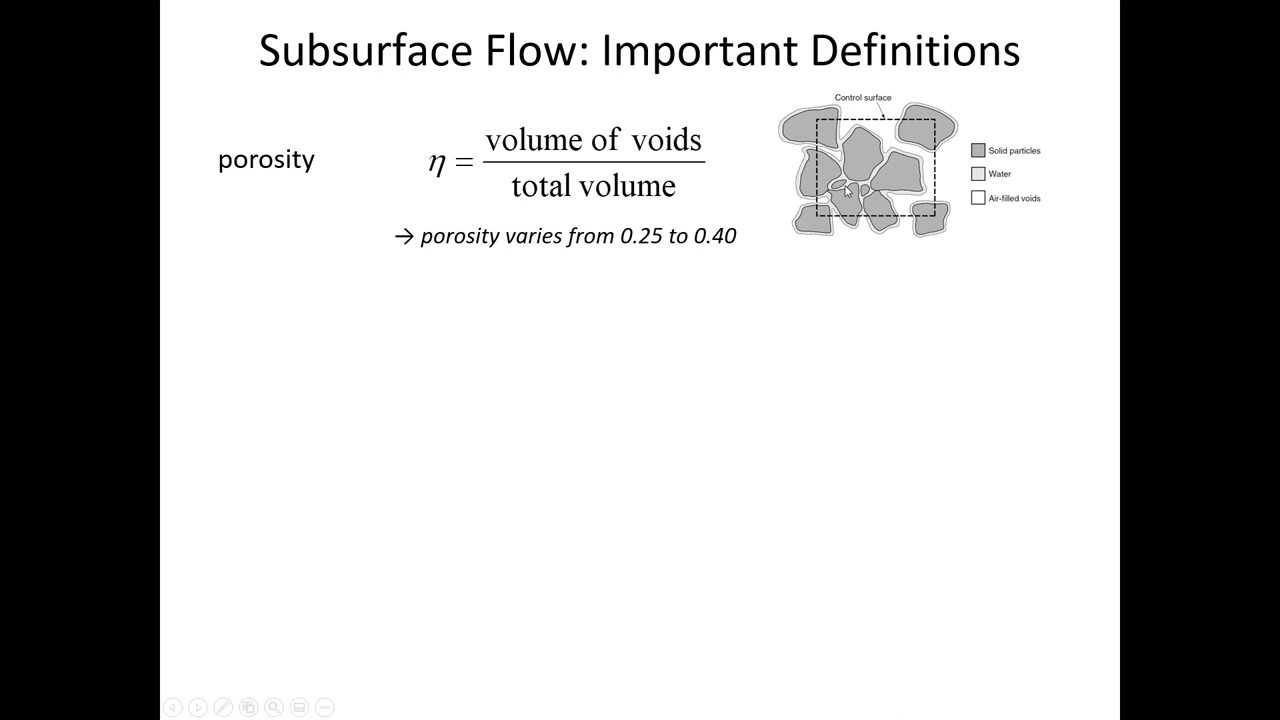 Subsurface Flow: Important Definitions
Control surface
porosity
η = volume of voids / total volume
→ porosity varies from 0.25 to 0.40
Solid particles
Water
Air-filled voids